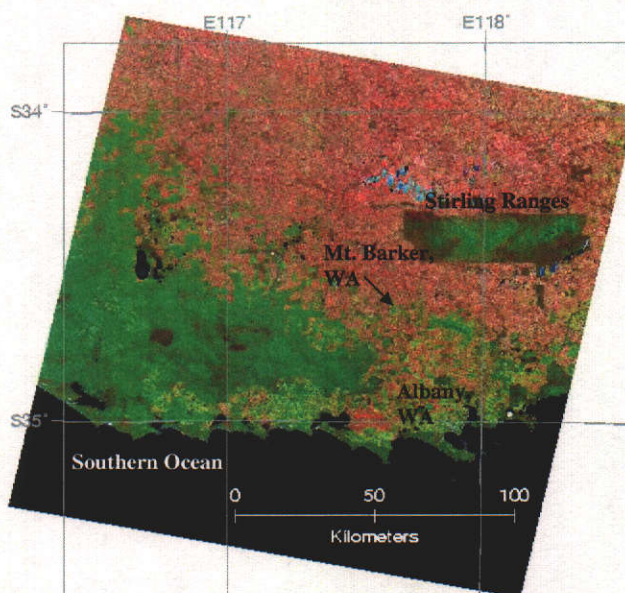 E117°
E118°
S34°
Stirling Ranges
Mt. Barker,
WA
Albany,
WA
S35°
Southern Ocean
0
50
100
Kilometers